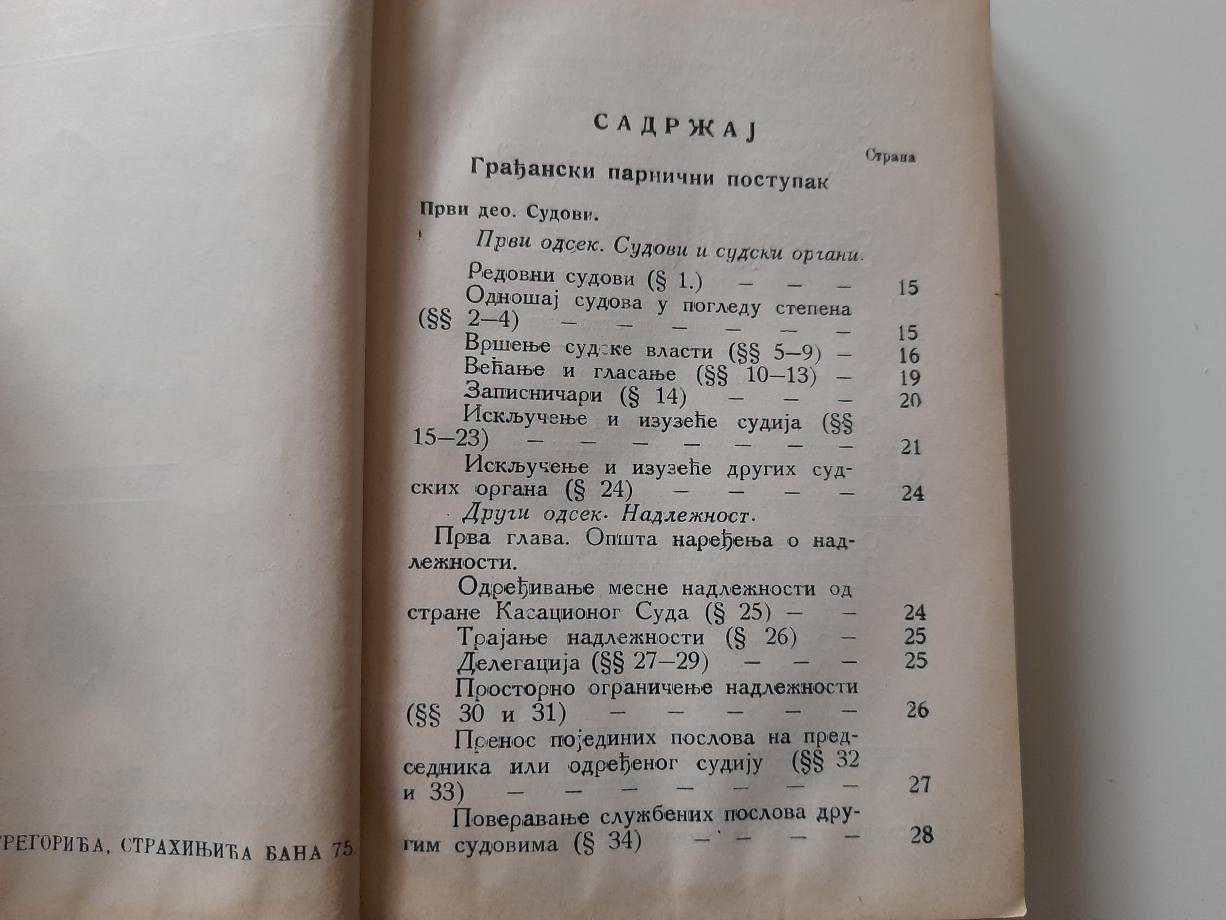 САДРЖАЈ
Страна
Грађански парнични поступак
Први део. Судови.
Први одсек. Судови и судски органи.
Редовни судови (§ 1.) — — — 15
Одношај судова у погледу степена
(§§ 2—4) — — — — — — 15
Вршење судске власти (§§ 5—9) — 16
Већање и гласање (§§ 10—13) — 19
Записничари (§ 14) — — — 20
Искључење и изузеће судија (§§
15—23) — — — — — — — 21
Искључење и изузеће других суд-
ских органа (§ 24) — — — — 24
Други одсек. Надлежност.
Прва глава. Општа наређења о над-
лежности.
Одређивање месне надлежности од
стране Касационог Суда (§ 25) — — 24
Трајање надлежности (§ 26) — 25
Делегација (§§ 27—29) — — — 25
Просторно ограничење надлежности
(§§ 30 и 31) — — — — — 26
Пренос појединих послова на пред-
седника или одређеног судију (§§ 32
и 33) — — — — — — — 27
Поверавање службених послова дру-
гим судовима (§ 34) — — — — 28
ГРЕГОРИЋА, СТРАХИЊИЋА БАНА 75.